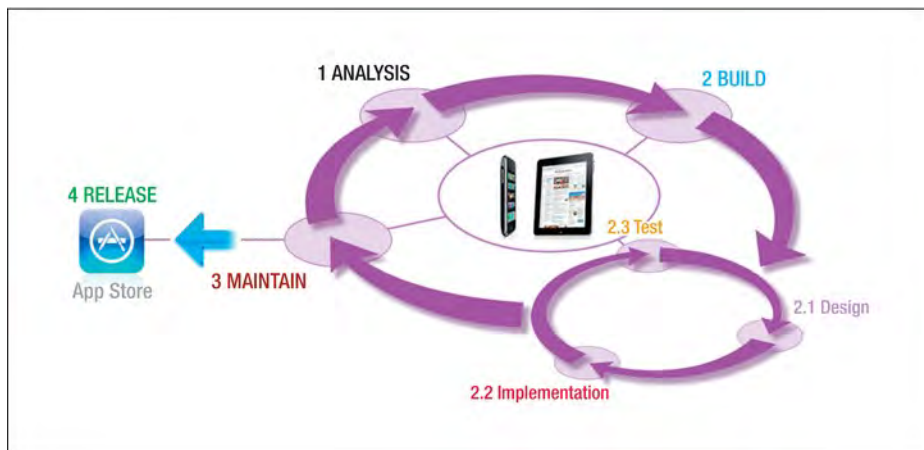 1 ANALYSIS
2 BUILD
4 RELEASE
2.3 Test
3 MAINTAIN
App Store
2.1 Design
2.2 Implementation